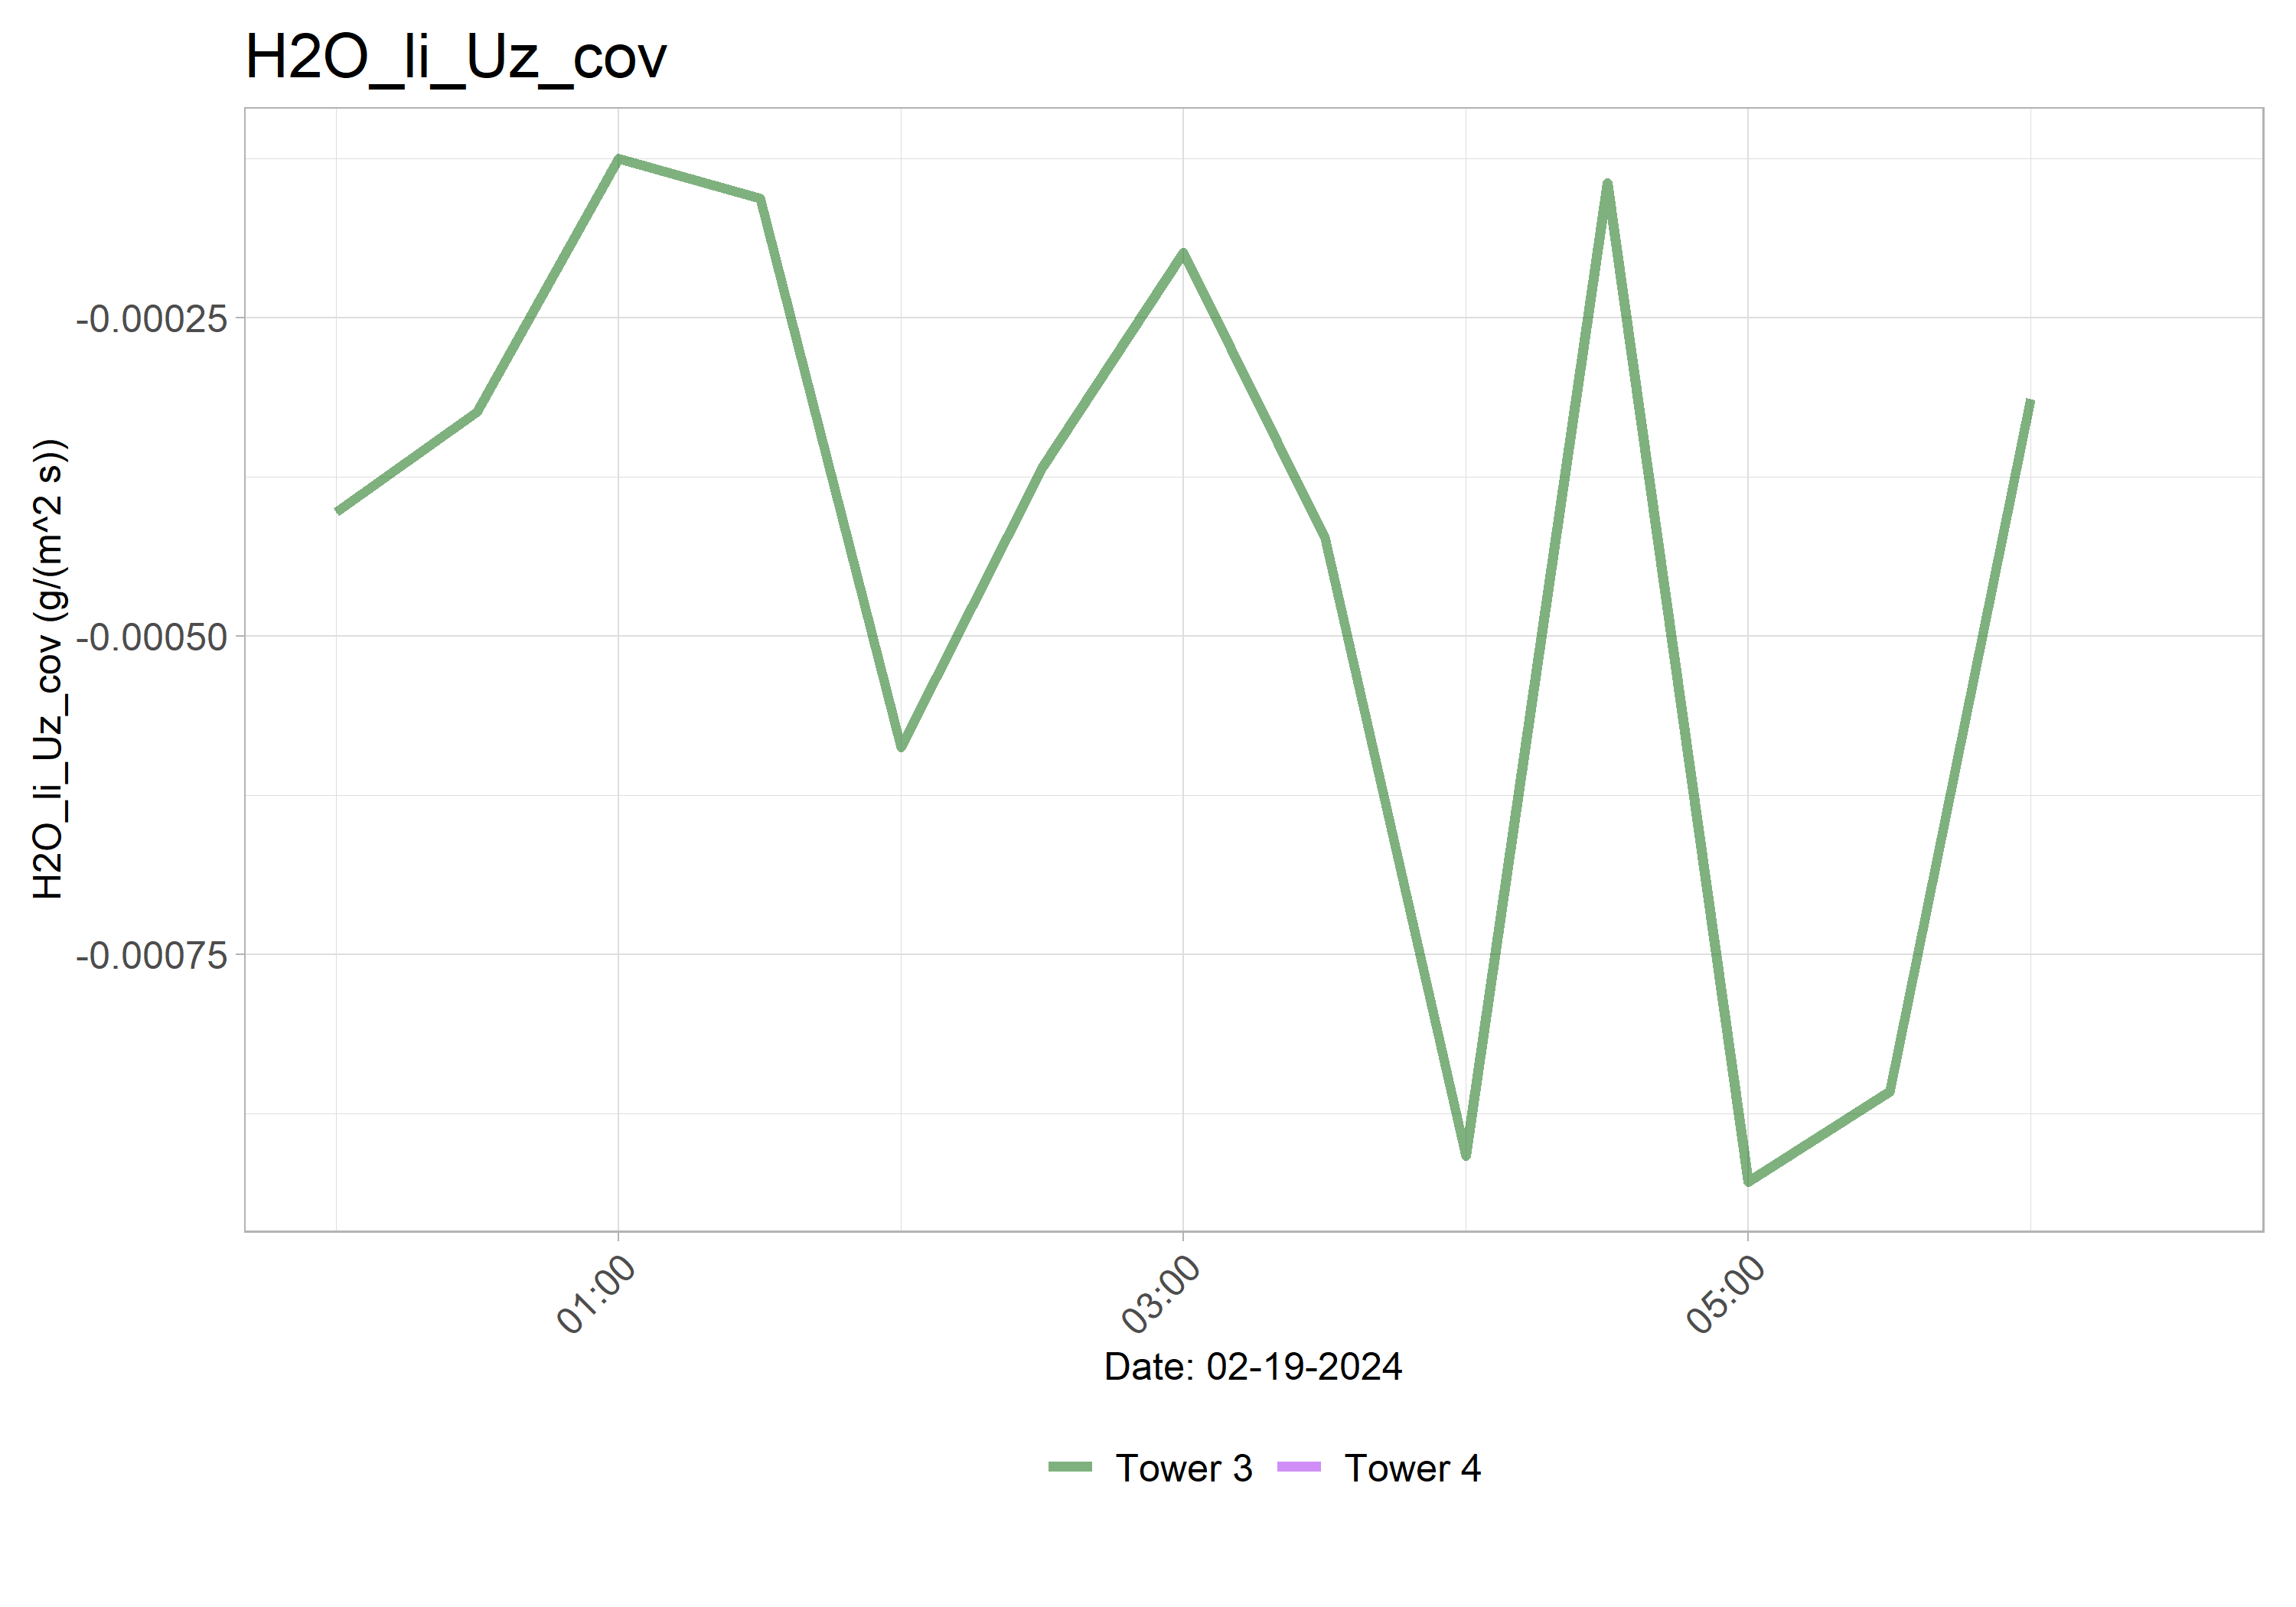 H2O_li_Uz_cov
H2O_li_Uz_cov (g/(m^2 s))
-0.00025
-0.00050
-0.00075
01:00
03:00
05:00
Date: 02-19-2024
Tower 3
Tower 4